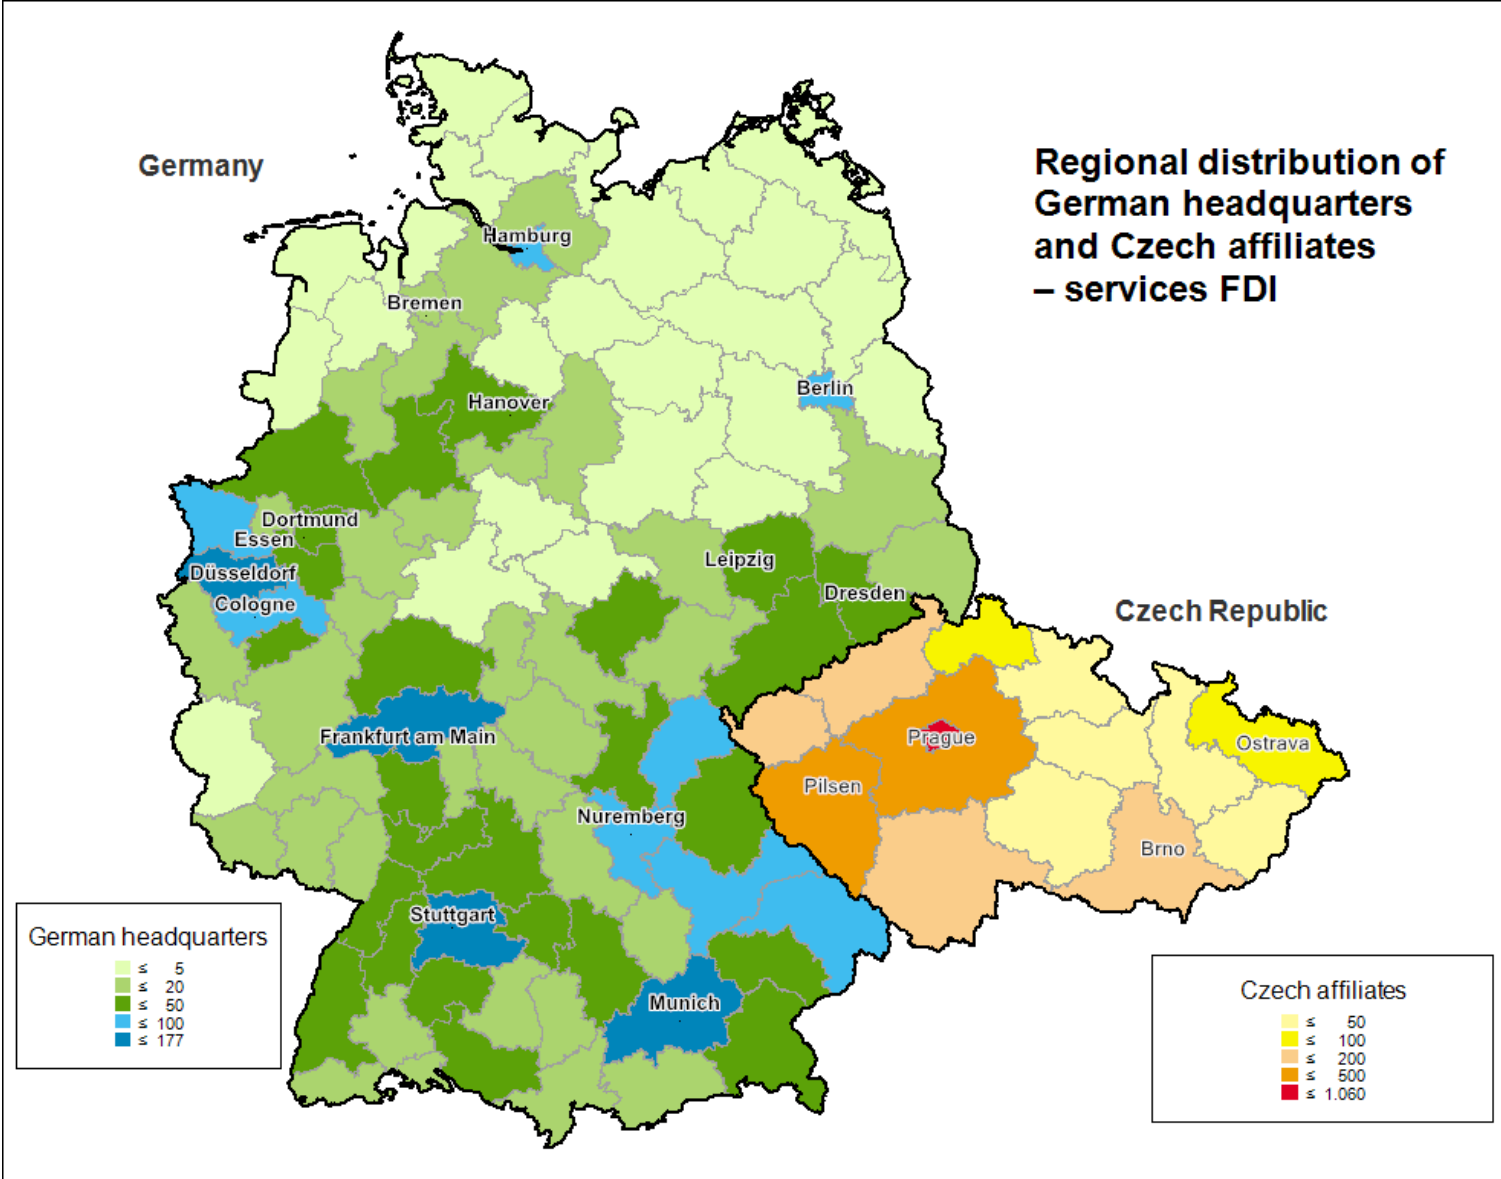 Germany
Regional distribution of
German headquarters
and Czech affiliates
– services FDI
Hamburg
Bremen
Berlin
Hanover
Dortmund
Essen
Düsseldorf
Cologne
Leipzig
Dresden
Czech Republic
Frankfurt am Main
Prague
Ostrava
Pilsen
Nuremberg
Brno
Stuttgart
Munich
German headquarters
≤ 5
≤ 20
≤ 50
≤ 100
≤ 177
Czech affiliates
≤ 50
≤ 100
≤ 200
≤ 500
≤ 1.060